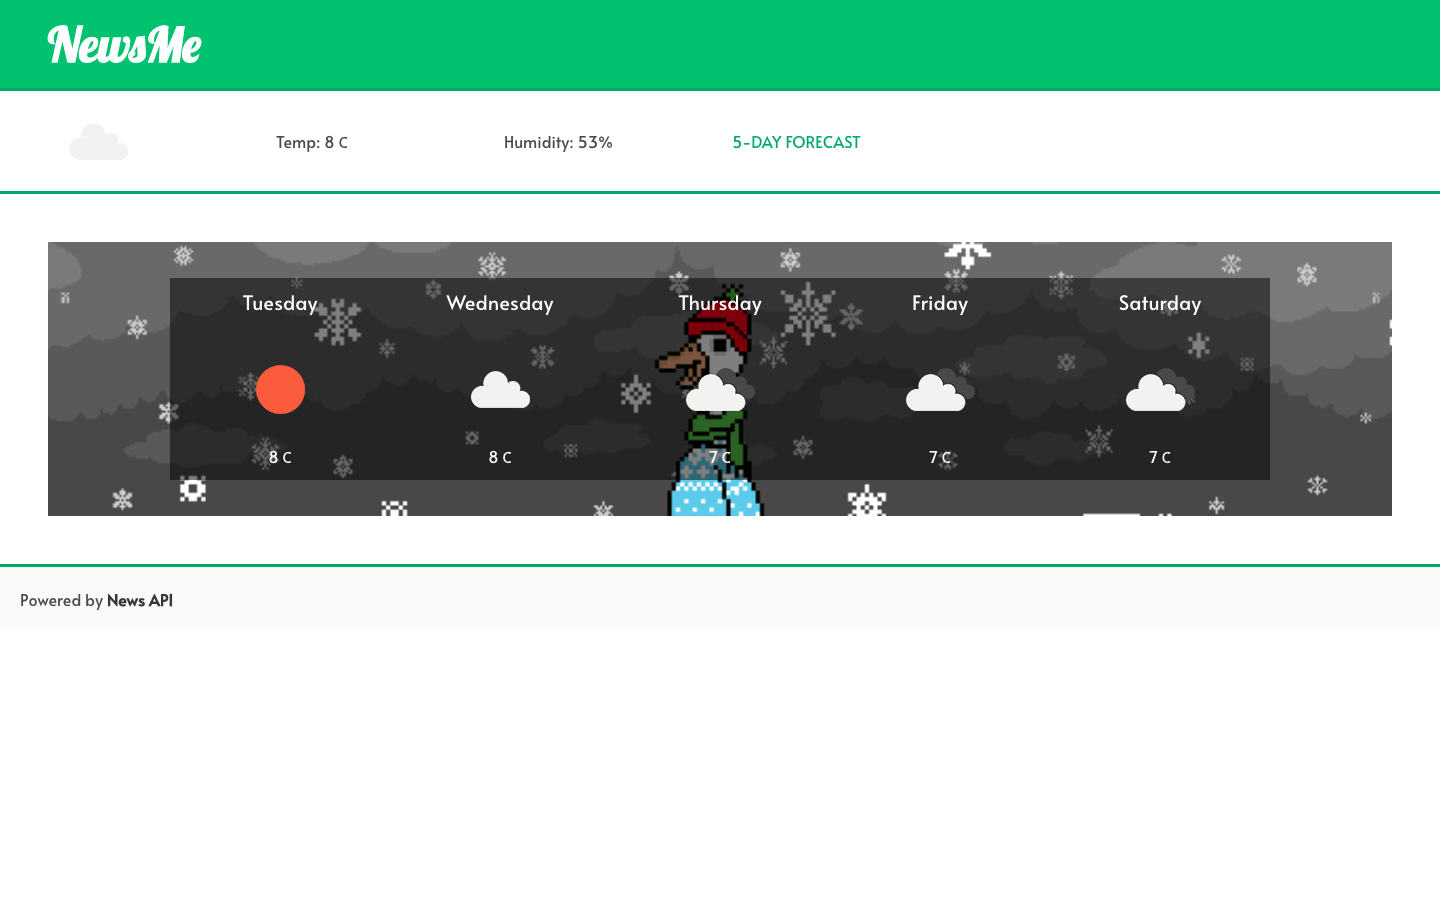 NewsMe
Temp: 8 C
Humidity: 53%
5-DAY FORECAST
Tuesday
Wednesday
Thursday
Friday
Saturday
8 C
8 C
7 C
7 C
7 C
Powered by News API